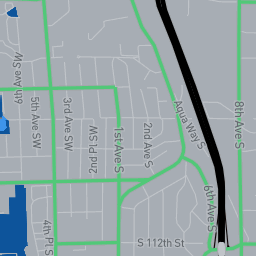 6th Ave SW
5th Ave SW
3rd Ave SW
2nd Pl SW
1st Ave S
2nd Ave S
Aqua Way S
8th Ave S
4th Pl S
6th Ave S
S 112th St